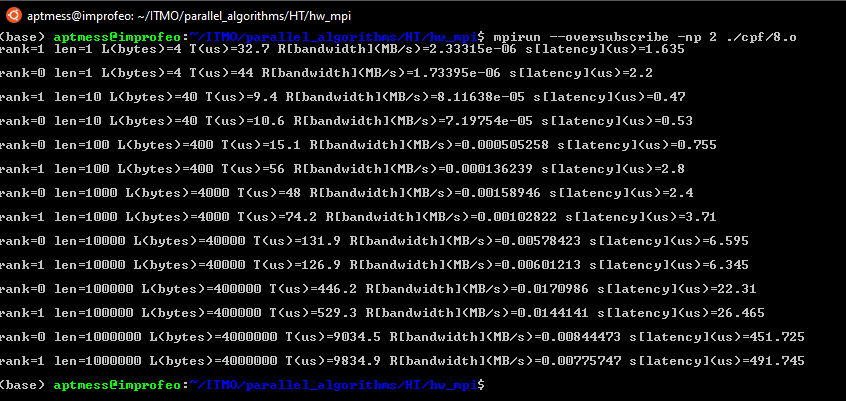 aptmess@improfeo: ~/ITMO/parallel_algorithms/HT/hw_mpi
(base) aptmess@improfeo:~/ITMO/parallel_algorithms/HT/hw_mpi$ mpirun --oversubscribe -np 2 ./cpf/8.o
rank=1 len=1 L(bytes)=4 T(us)=32.7 R[bandwidth](MB/s)=2.33315e-06 s[latency](us)=1.635
rank=0 len=1 L(bytes)=4 T(us)=44 R[bandwidth](MB/s)=1.73395e-06 s[latency](us)=2.2
rank=1 len=10 L(bytes)=40 T(us)=9.4 R[bandwidth](MB/s)=8.11638e-05 s[latency](us)=0.47
rank=0 len=10 L(bytes)=40 T(us)=10.6 R[bandwidth](MB/s)=7.19754e-05 s[latency](us)=0.53
rank=0 len=100 L(bytes)=400 T(us)=15.1 R[bandwidth](MB/s)=0.000505258 s[latency](us)=0.755
rank=1 len=100 L(bytes)=400 T(us)=56 R[bandwidth](MB/s)=0.000136239 s[latency](us)=2.8
rank=0 len=1000 L(bytes)=4000 T(us)=48 R[bandwidth](MB/s)=0.00158946 s[latency](us)=2.4
rank=1 len=1000 L(bytes)=4000 T(us)=74.2 R[bandwidth](MB/s)=0.00102822 s[latency](us)=3.71
rank=0 len=10000 L(bytes)=40000 T(us)=131.9 R[bandwidth](MB/s)=0.00578423 s[latency](us)=6.595
rank=1 len=10000 L(bytes)=40000 T(us)=126.9 R[bandwidth](MB/s)=0.00601213 s[latency](us)=6.345
rank=0 len=100000 L(bytes)=400000 T(us)=446.2 R[bandwidth](MB/s)=0.0170986 s[latency](us)=22.31
rank=1 len=100000 L(bytes)=400000 T(us)=529.3 R[bandwidth](MB/s)=0.0144141 s[latency](us)=26.465
rank=0 len=1000000 L(bytes)=4000000 T(us)=9034.5 R[bandwidth](MB/s)=0.00844473 s[latency](us)=451.725
rank=1 len=1000000 L(bytes)=4000000 T(us)=9834.9 R[bandwidth](MB/s)=0.00775747 s[latency](us)=491.745
(base) aptmess@improfeo:~/ITMO/parallel_algorithms/HT/hw_mpi$